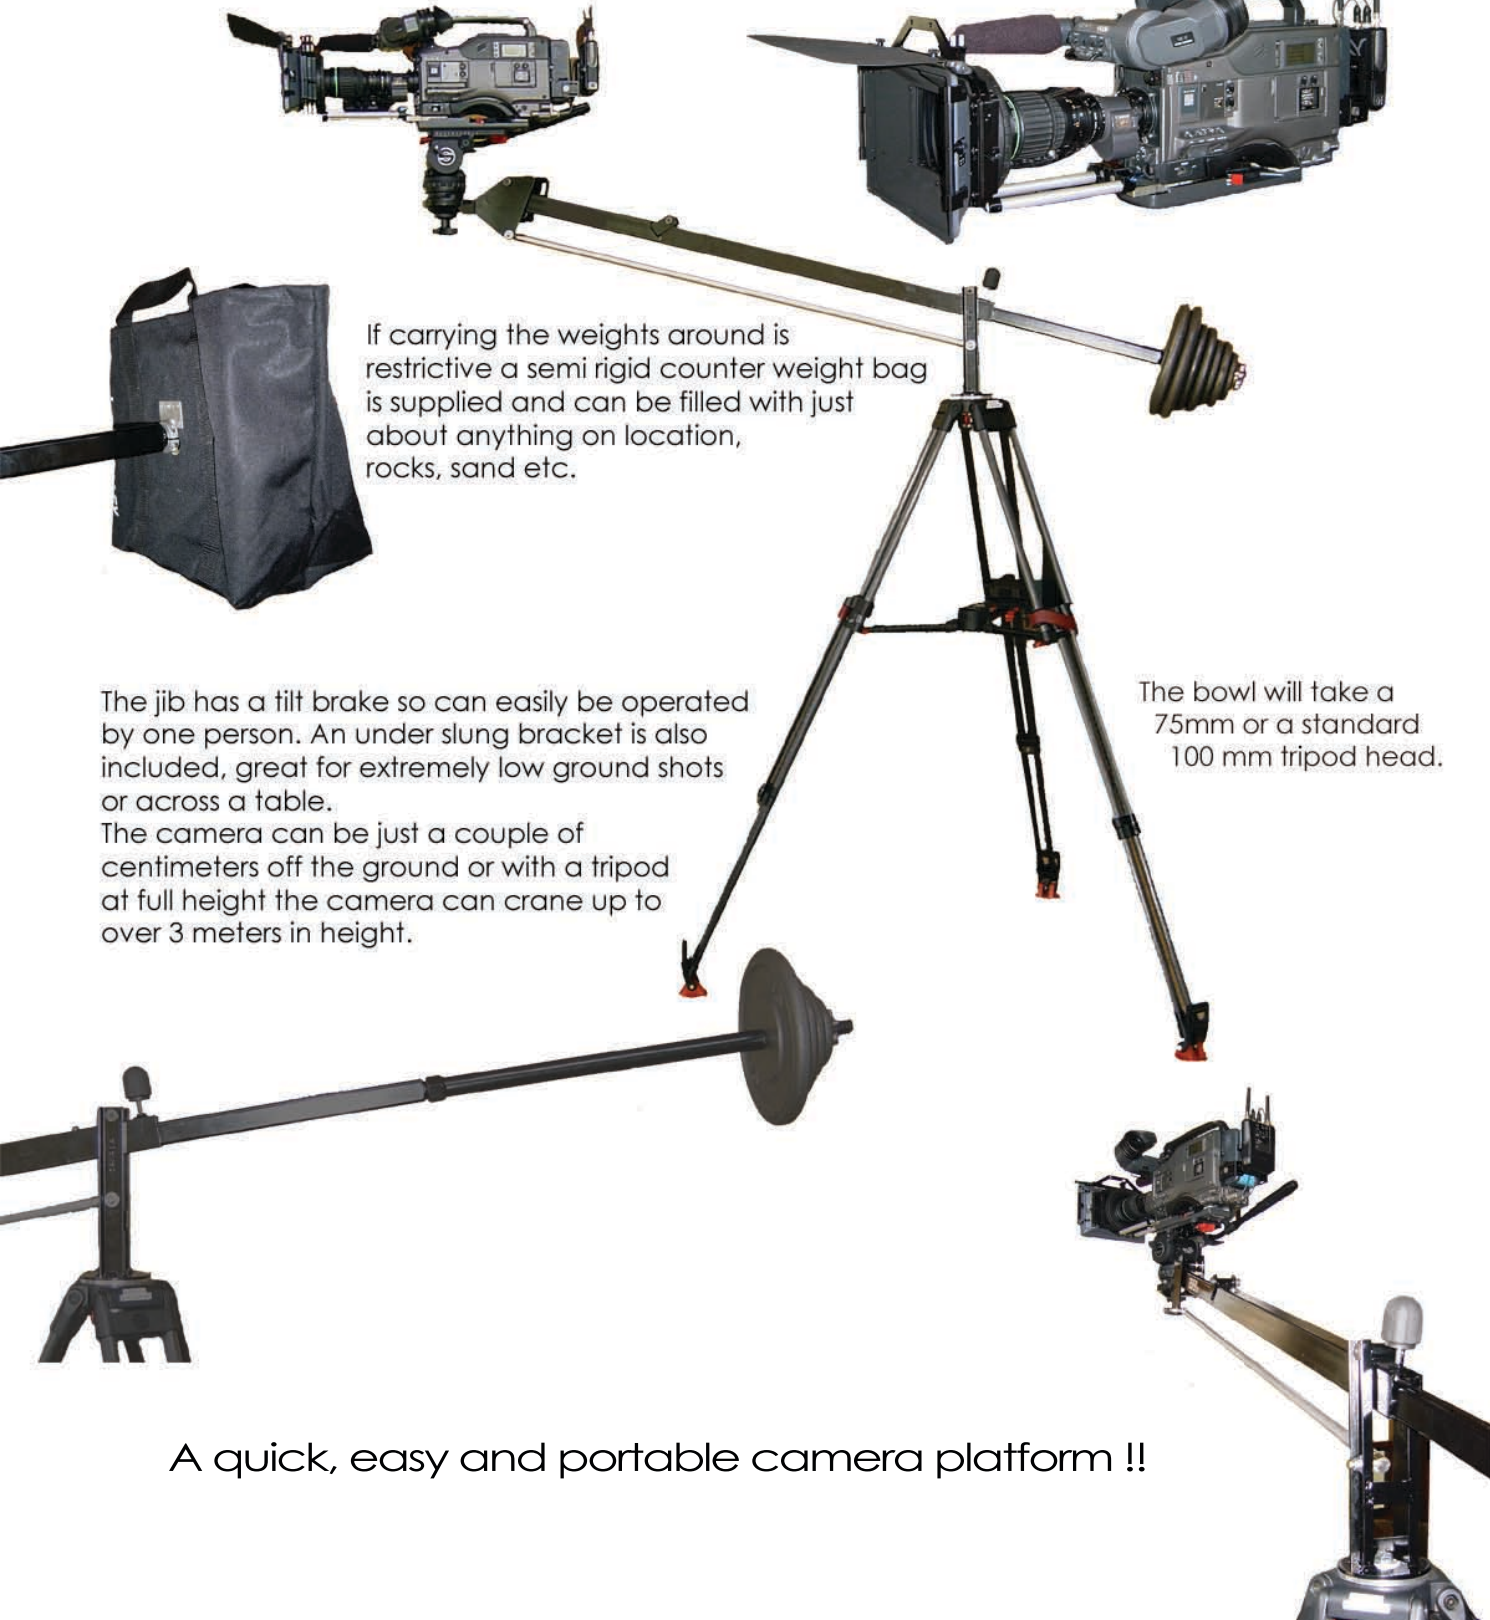 If carrying the weights around is
restrictive a semi rigid counter weight bag
is supplied and can be filled with just
about anything on location,
rocks, sand etc.
The jib has a tilt brake so can easily be operated
by one person. An under slung bracket is also
included, great for extremely low ground shots
or across a table.
The camera can be just a couple of
centimeters off the ground or with a tripod
at full height the camera can crane up to
over 3 meters in height.
The bowl will take a
75mm or a standard
100 mm tripod head.
A quick, easy and portable camera platform !!